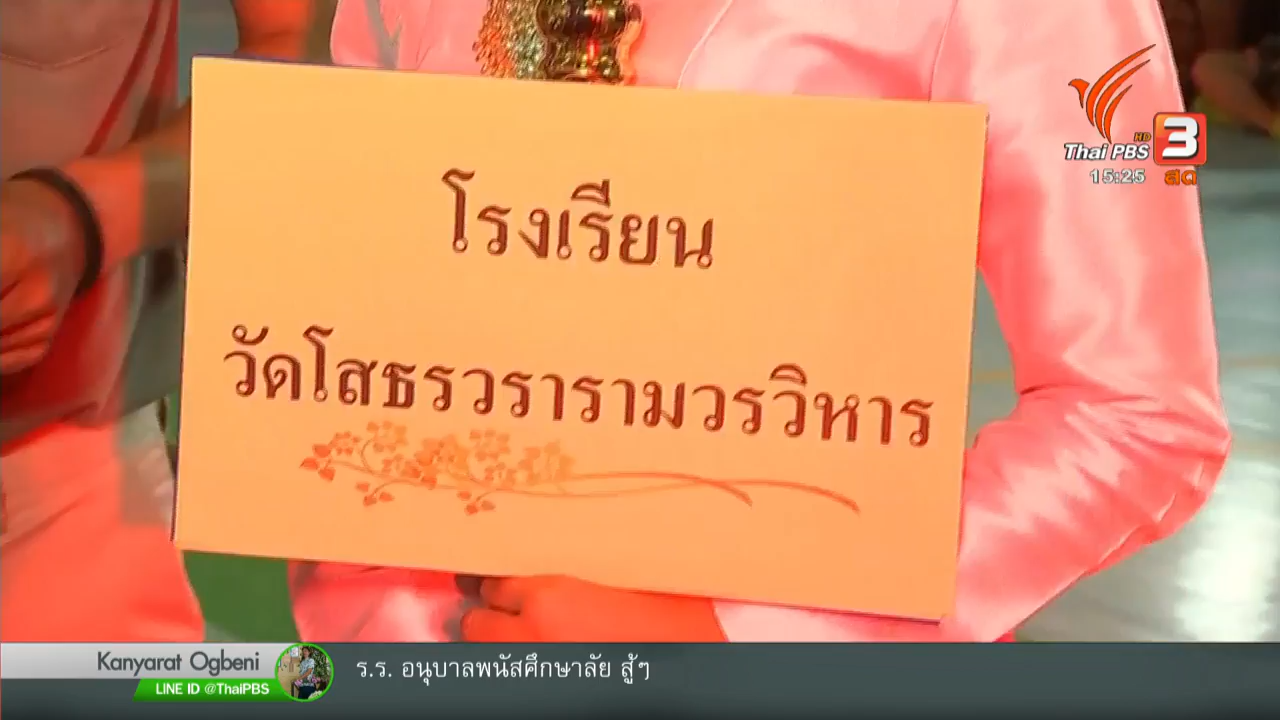 โรงเรียน
วัดโสธรวรารามวรวิหาร
HD
Thai PBS 3
15:25 สด
Kanyarat Ogbeni
LINE ID @ThaiPBS
ร.ร. อนุบาลพนัสศึกษาลัย สู้ๆ